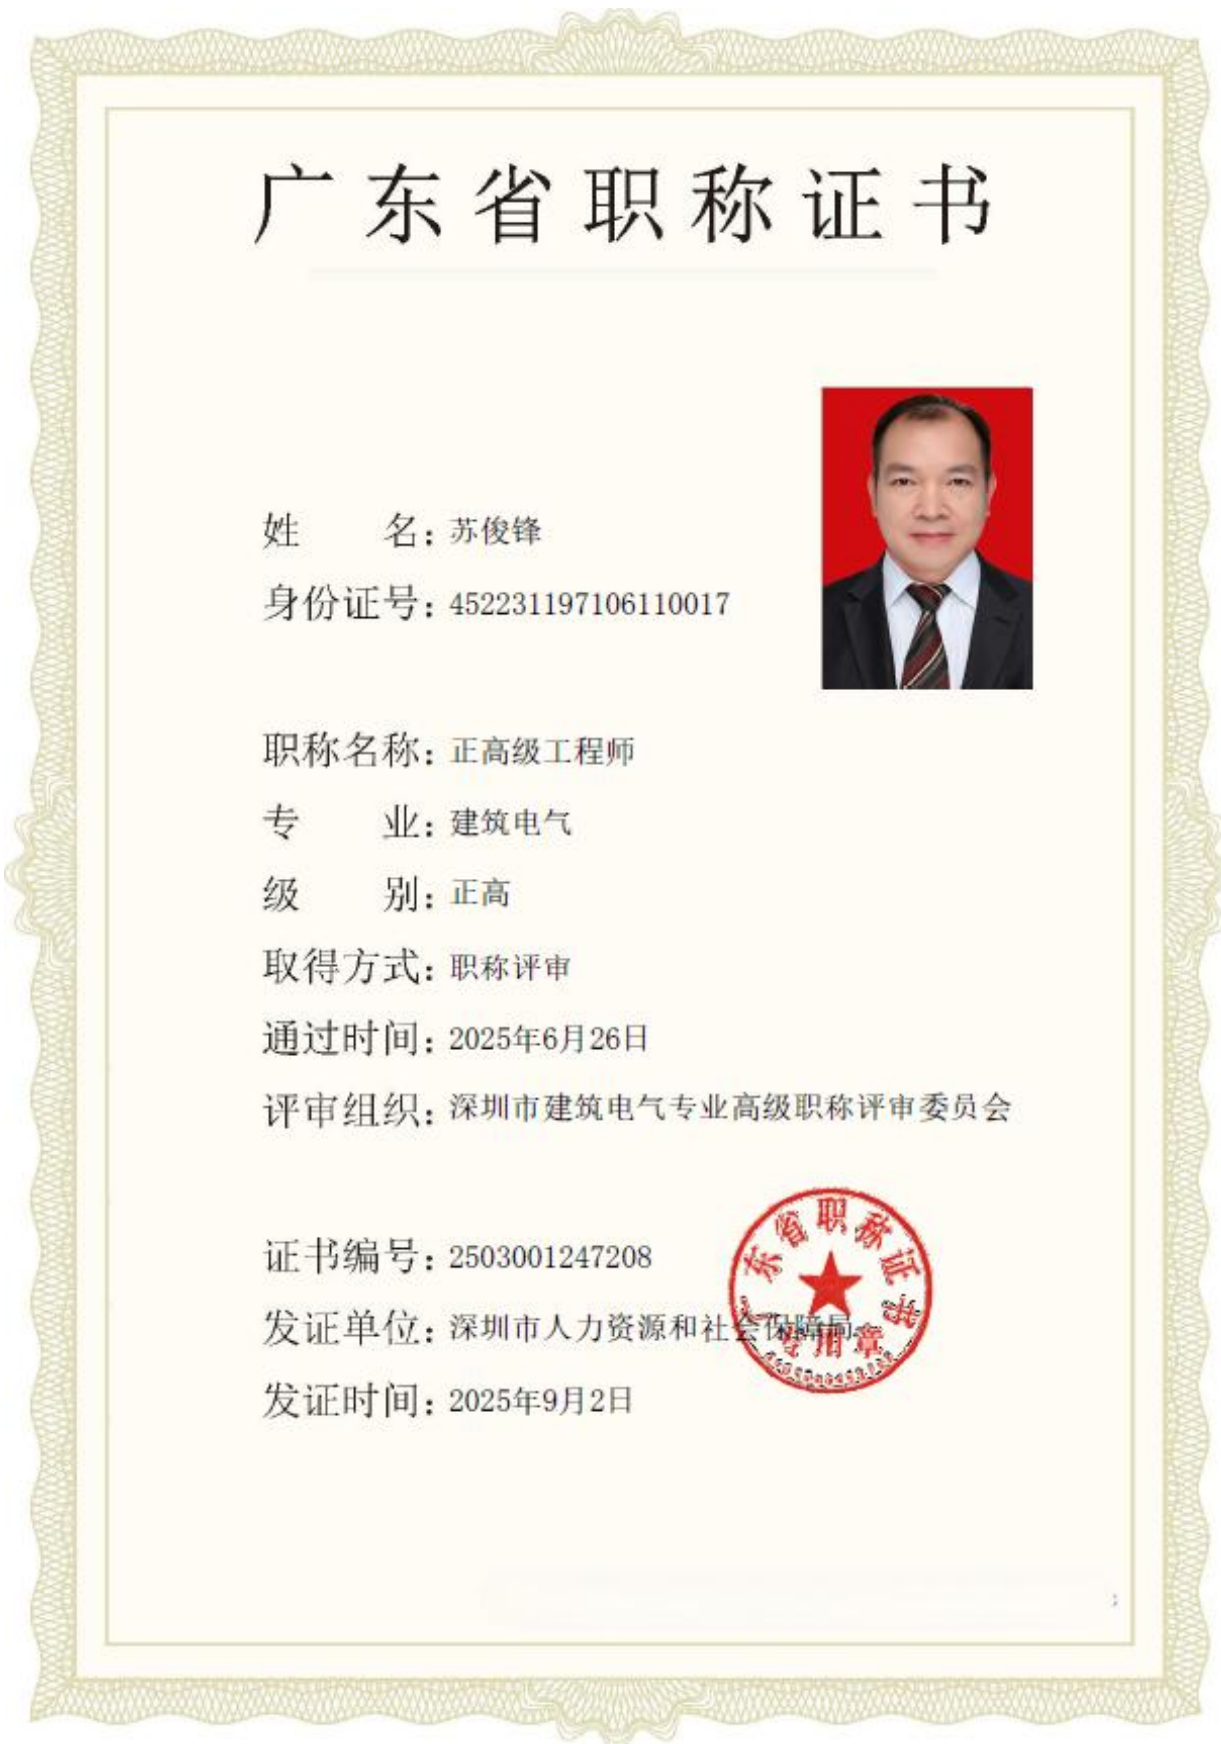 广东省职称证书
姓名：苏俊锋
身份证号：452231197106110017
职称名称：正高级工程师
专业：建筑电气
级别：正高
取得方式：职称评审
通过时间：2025年6月26日
评审组织：深圳市建筑电气专业高级职称评审委员会
证书编号：2503001247208
发证单位：深圳市人力资源和社会保障局
发证时间：2025年9月2日
广东省职称证书
专用章